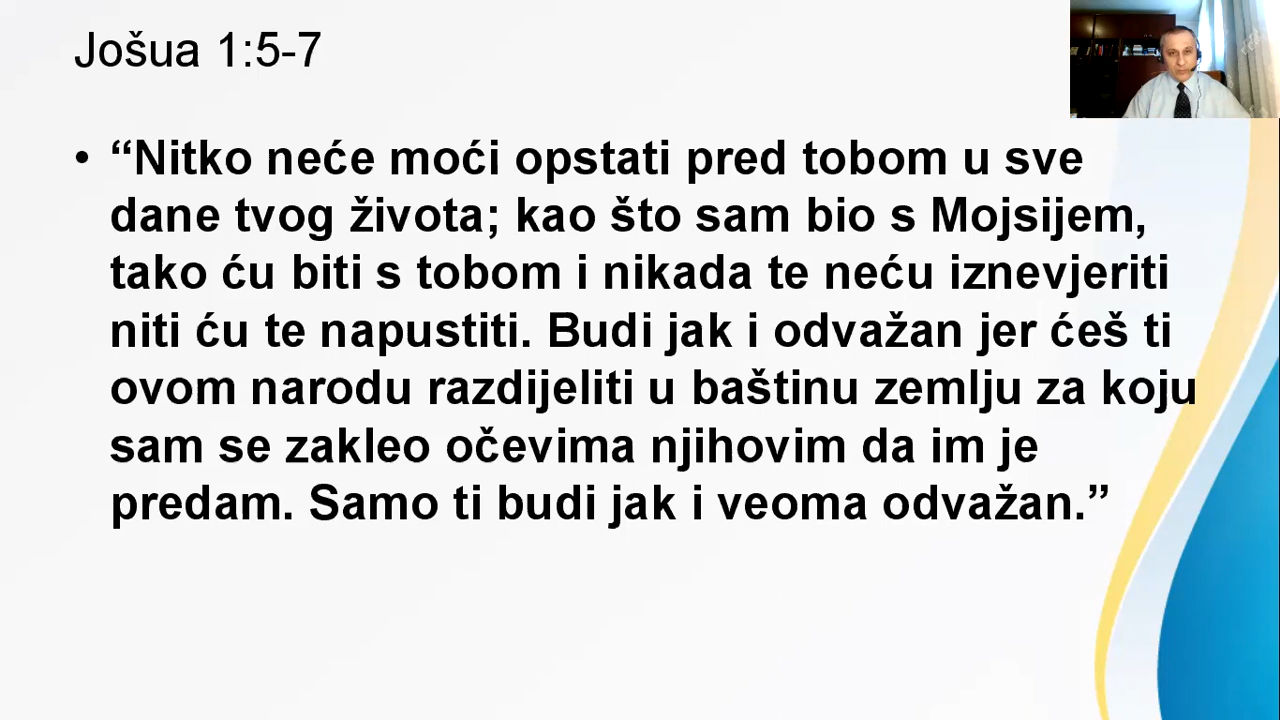 Jošua 1:5-7
• “Nitko neće moći opstati pred tobom u sve
dane tvog života; kao što sam bio s Mojsijem,
tako ću biti s tobom i nikada te neću iznevjeriti
niti ću te napustiti. Budi jak i odvažan jer ćeš ti
ovom narodu razdijeliti u baštinu zemlju za koju
sam se zakleo očevima njihovim da im je
predam. Samo ti budi jak i veoma odvažan.”